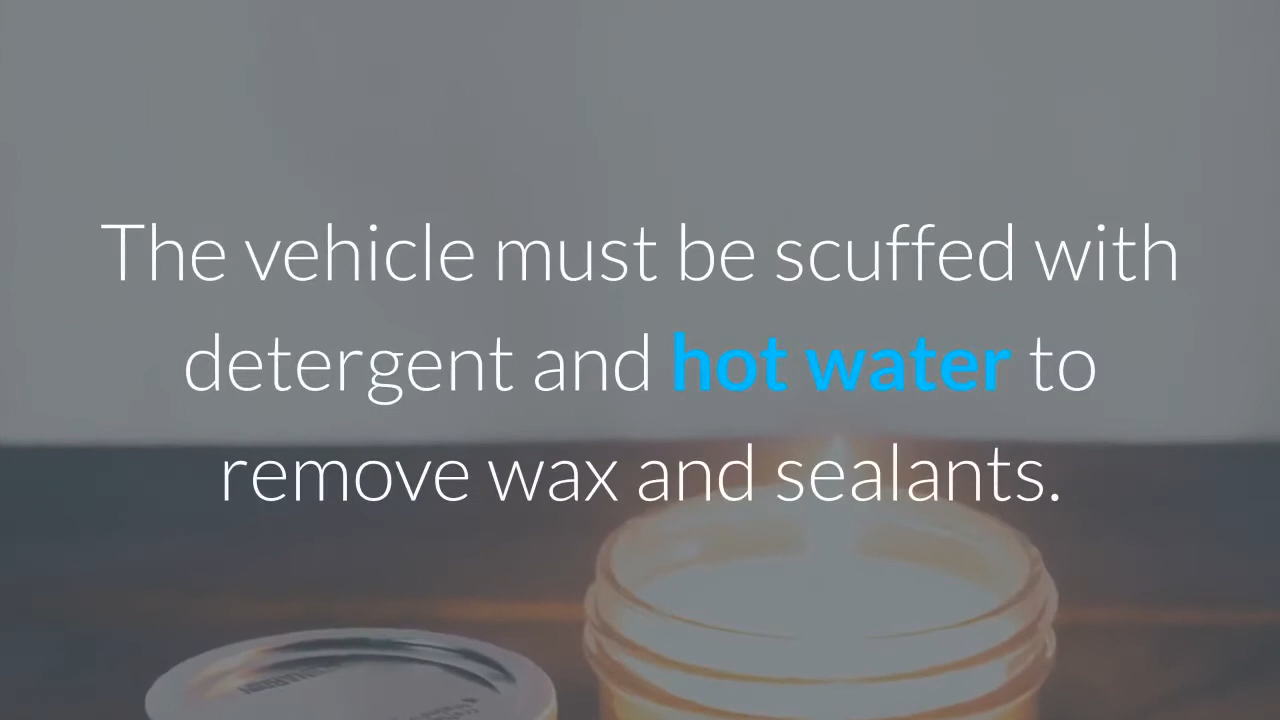 The vehicle must be scuffed with
detergent and hot water to
remove wax and sealants.